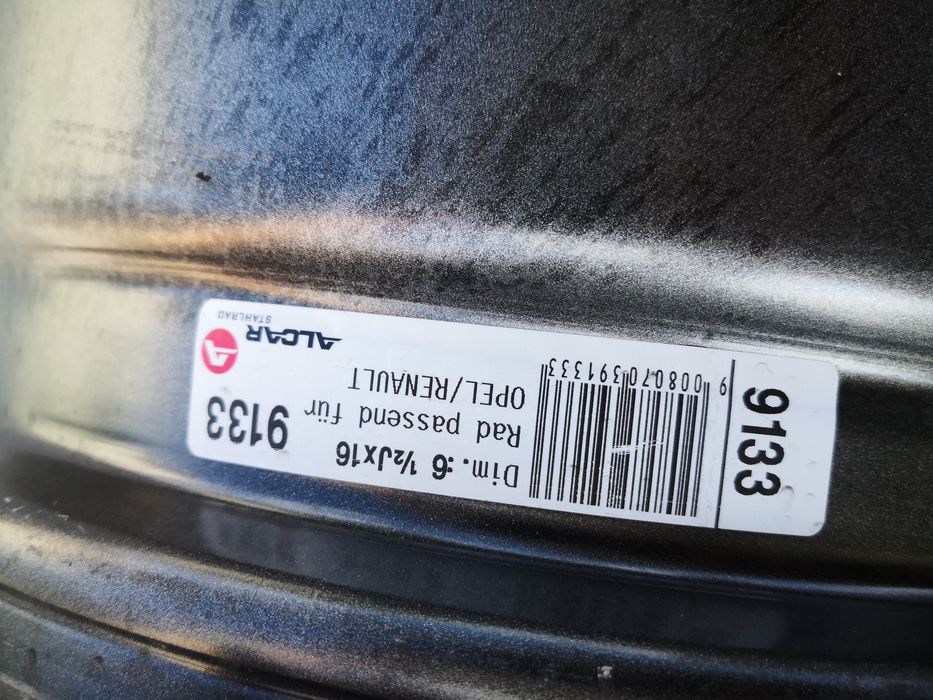 9133
9 008070 391333
Dim.:6 ½Jx16
Rad passend für
OPEL/RENAULT
9133
ALCAR
STAHLRAD